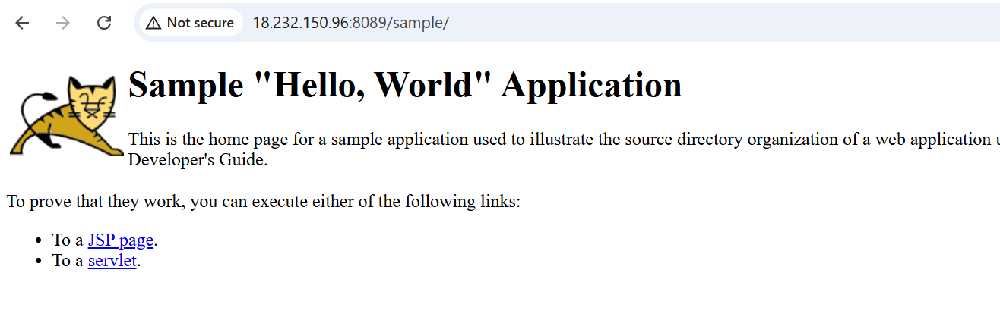 Not secure 18.232.150.96:8089/sample/
Sample "Hello, World" Application
This is the home page for a sample application used to illustrate the source directory organization of a web application
Developer's Guide.
To prove that they work, you can execute either of the following links:
• To a JSP page.
• To a servlet.